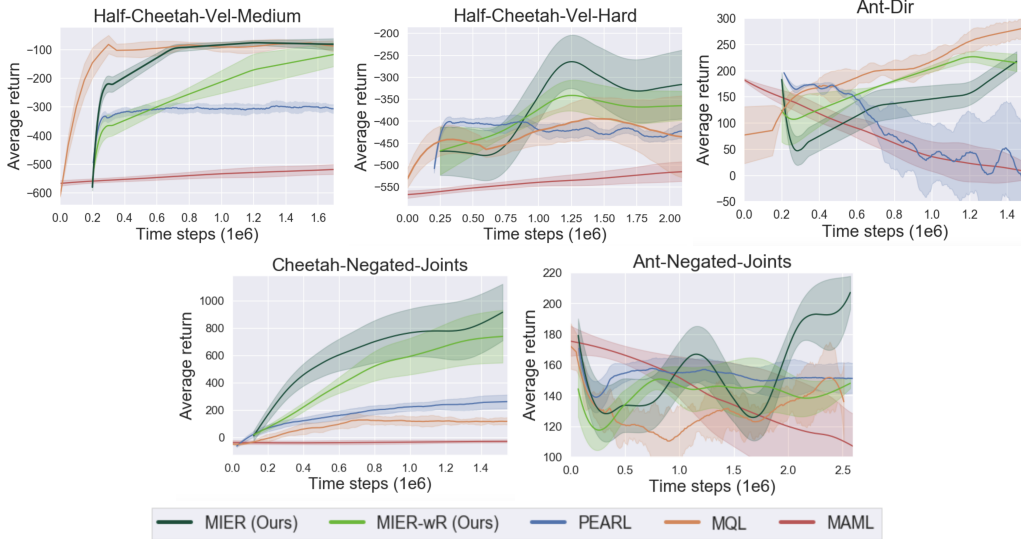 Half-Cheetah-Vel-Medium
Average return
−100
−200
−300
−400
−500
−600
0.0 0.2 0.4 0.6 0.8 1.0 1.2 1.4 1.6
Time steps (1e6)
Half-Cheetah-Vel-Hard
Average return
−200
−250
−300
−350
−400
−450
−500
−550
0.00 0.25 0.50 0.75 1.00 1.25 1.50 1.75 2.00
Time steps (1e6)
Ant-Dir
Average return
300
250
200
150
100
50
0
−50
0.0 0.2 0.4 0.6 0.8 1.0 1.2 1.4
Time steps (1e6)
Cheetah-Negated-Joints
Average return
1000
800
600
400
200
0
0.0 0.2 0.4 0.6 0.8 1.0 1.2 1.4
Time steps (1e6)
Ant-Negated-Joints
Average return
220
200
180
160
140
120
100
0.0 0.5 1.0 1.5 2.0 2.5
Time steps (1e6)
MIER (Ours) MIER-wR (Ours) PEARL MQL MAML